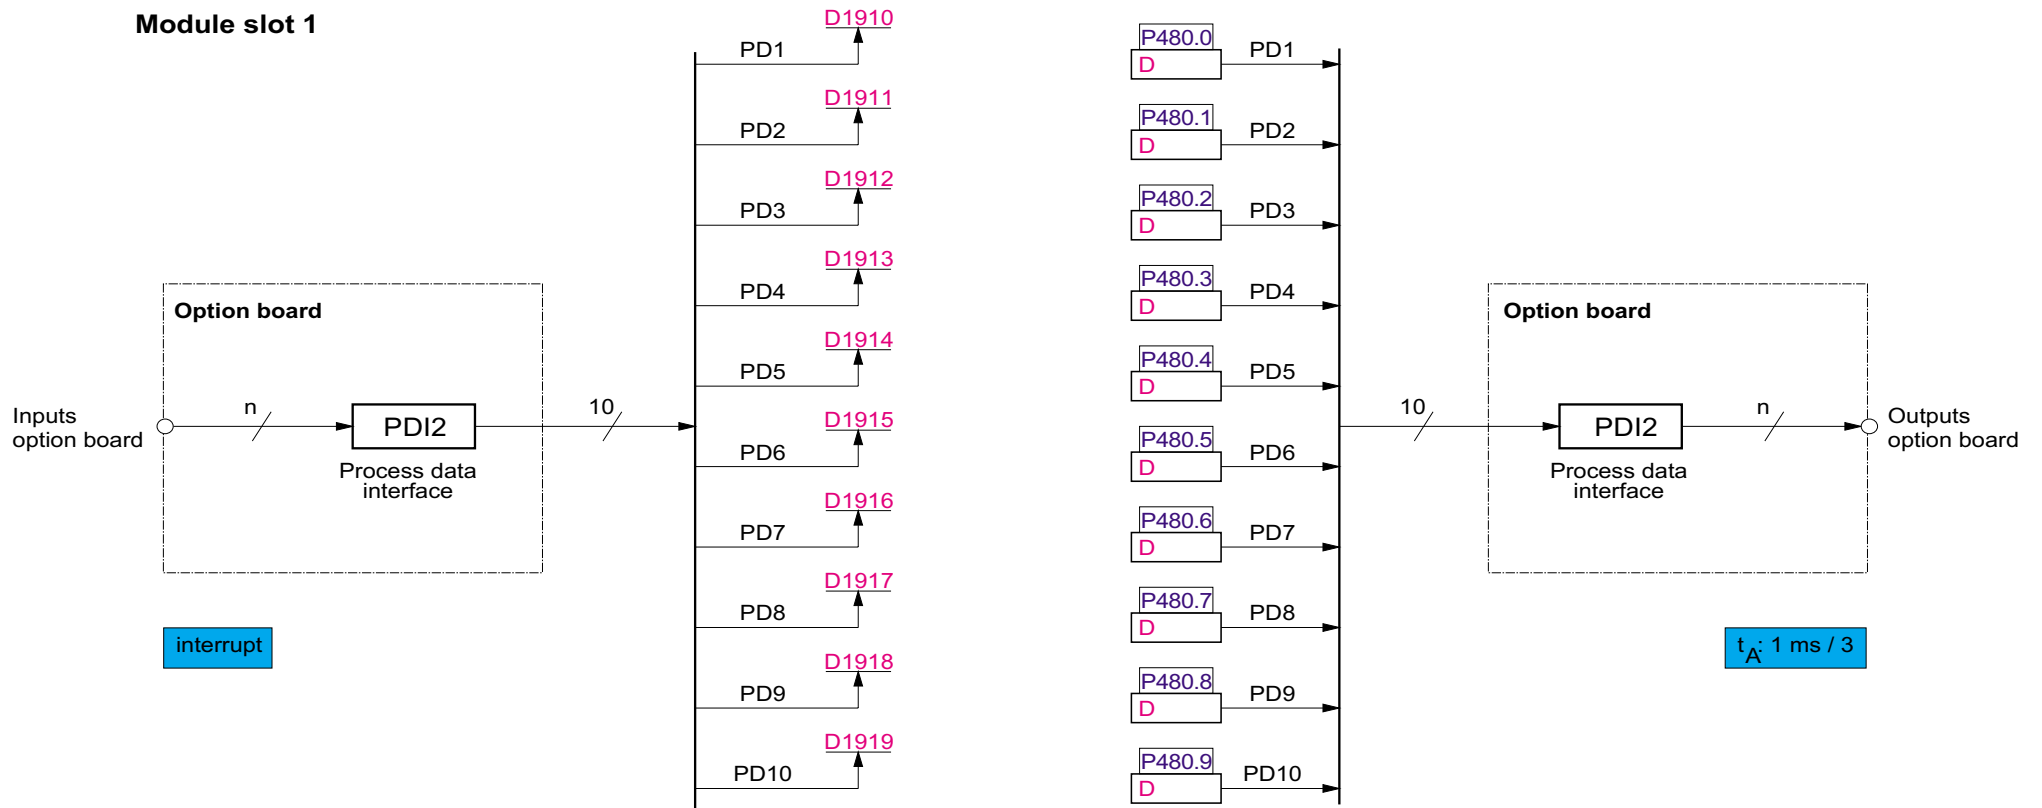 Module slot 1
D1910
PD1
D1911
PD2
D1912
PD3
D1913
PD4
D1914
PD5
D1915
PD6
D1916
PD7
D1917
PD8
D1918
PD9
D1919
PD10
Option board
Inputs
option board
n
PDI2
Process data
interface
10
interrupt
P480.0
D
PD1
P480.1
D
PD2
P480.2
D
PD3
P480.3
D
PD4
P480.4
D
PD5
P480.5
D
PD6
P480.6
D
PD7
P480.7
D
PD8
P480.8
D
PD9
P480.9
D
PD10
10
Option board
PDI2
Process data
interface
n
Outputs
option board
tA: 1 ms / 3